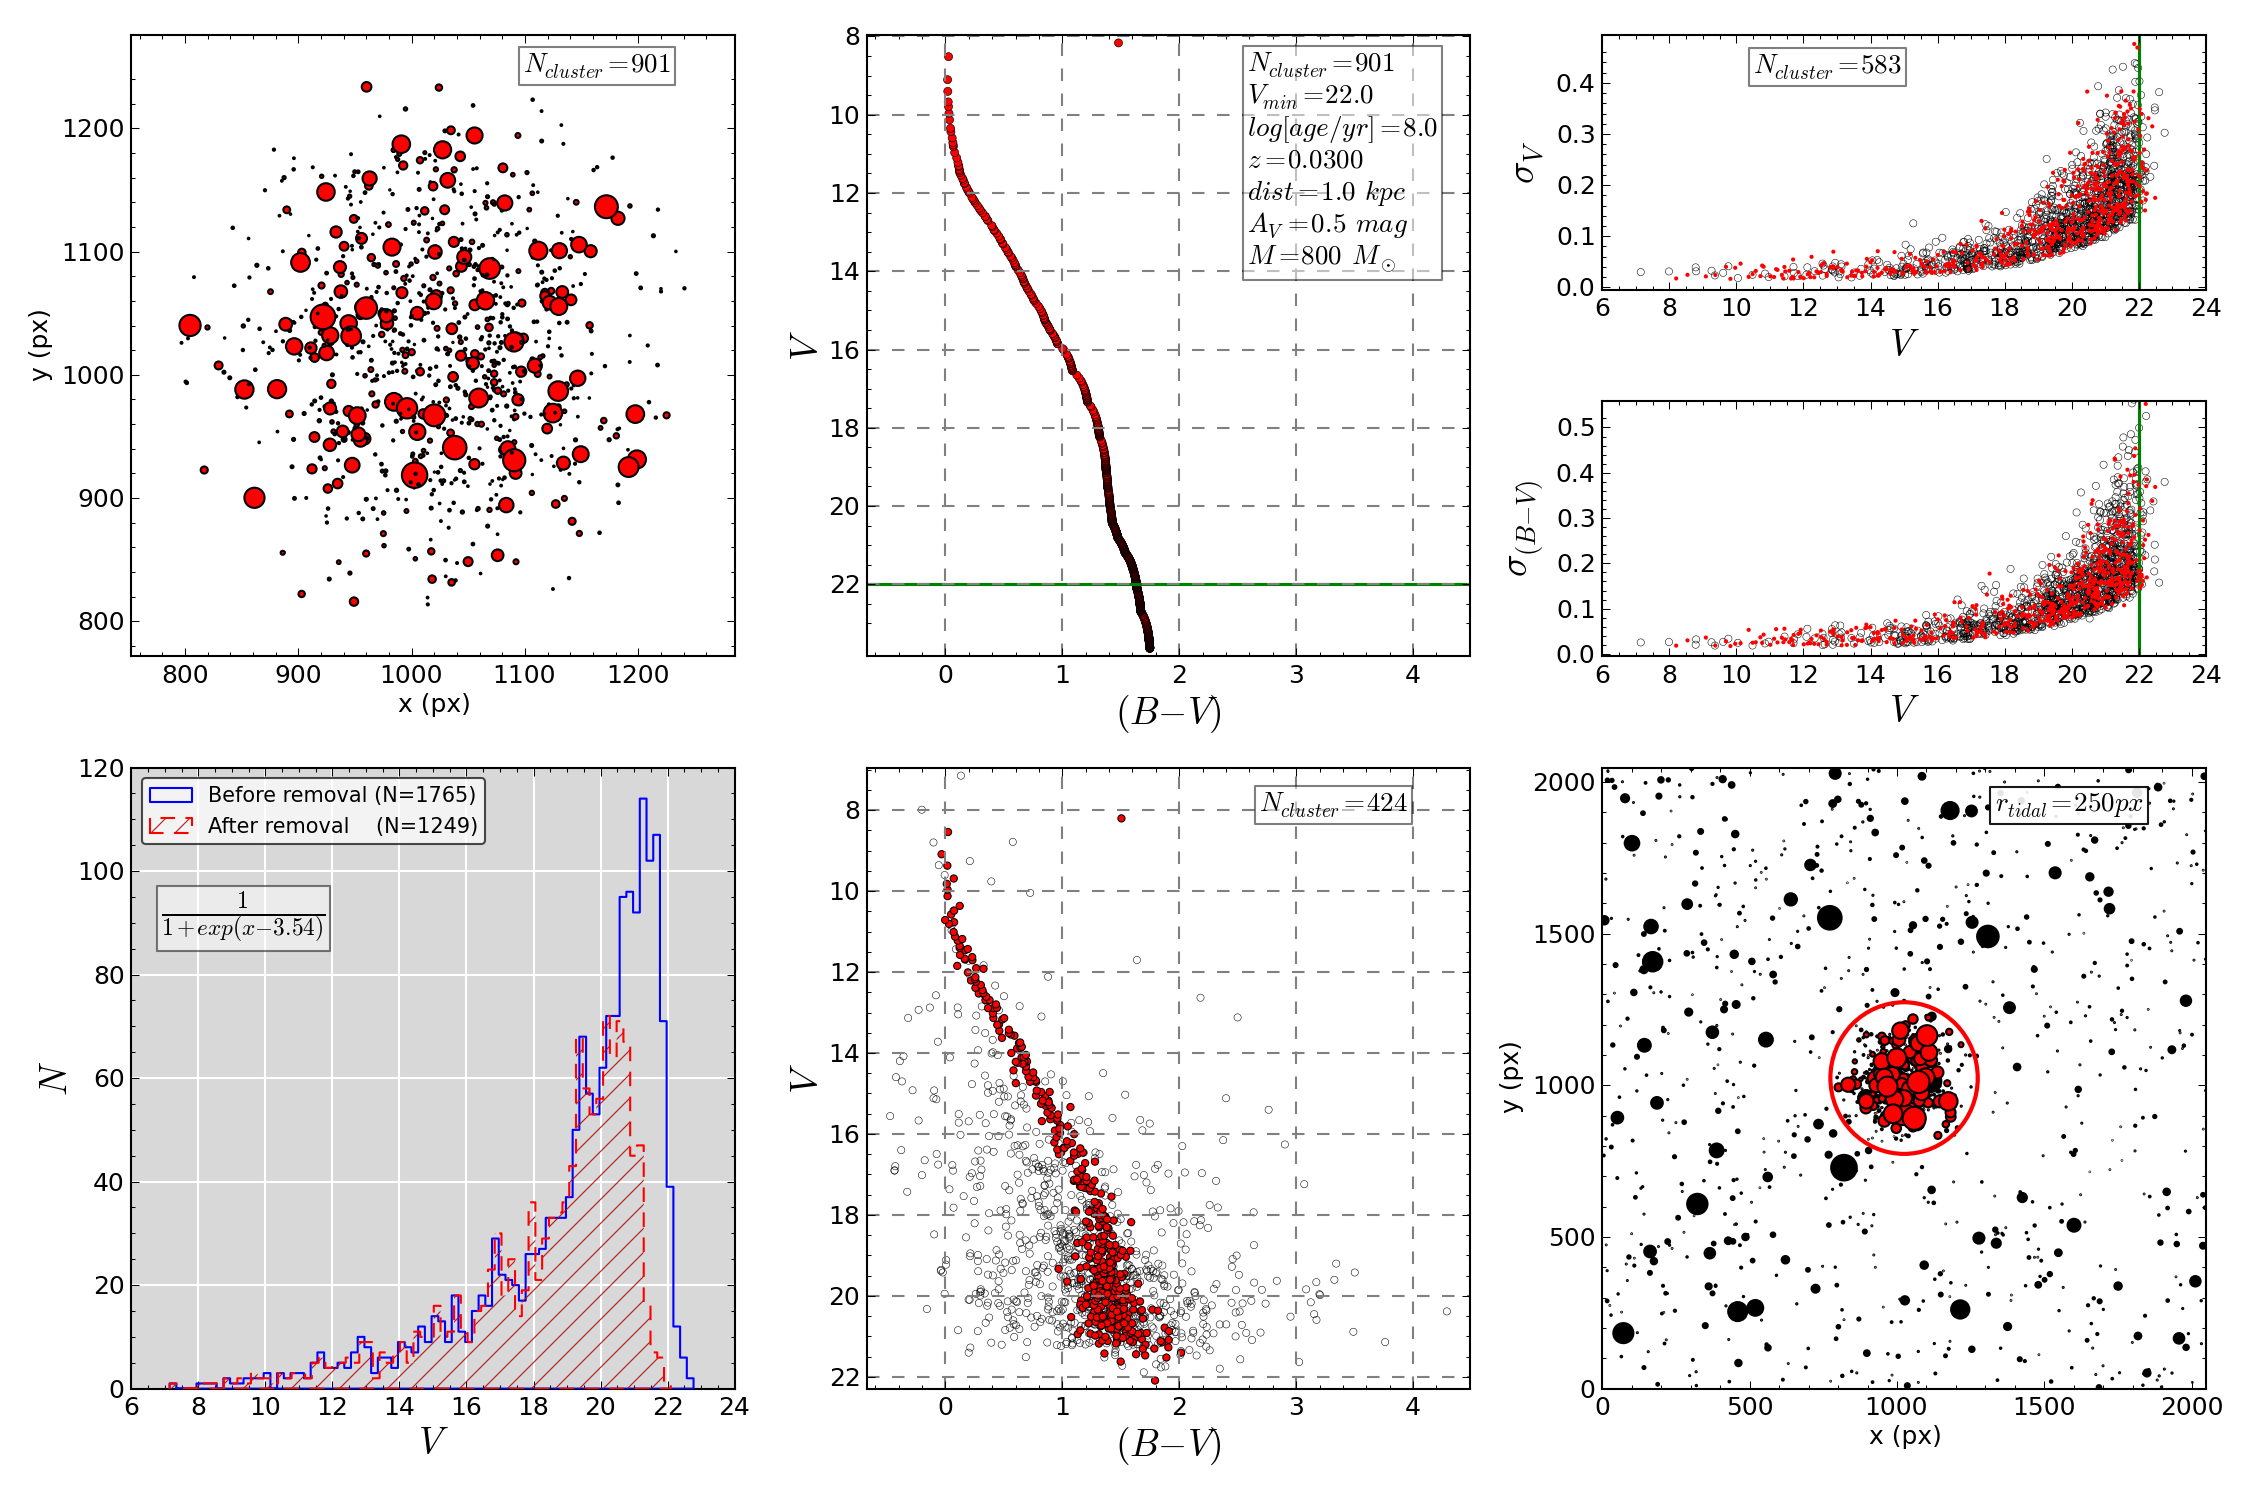 N_cluster = 901
1200
1100
1000
900
800
y (px)
800 900 1000 1100 1200
x (px)
N_cluster = 901
V_min = 22.0
log[age/yr] = 8.0
z = 0.0300
dist = 1.0 kpc
A_V = 0.5 mag
M = 800 M_⊙
8
10
12
14
16
18
20
22
V
0 1 2 3 4
(B−V)
N_cluster = 583
0.4
0.3
0.2
0.1
0.0
σ_V
6 8 10 12 14 16 18 20 22 24
V
0.5
0.4
0.3
0.2
0.1
0.0
σ_(B−V)
6 8 10 12 14 16 18 20 22 24
V
Before removal (N=1765)
After removal (N=1249)
1
1+exp(x−3.54)
120
100
80
60
40
20
0
N
6 8 10 12 14 16 18 20 22 24
V
N_cluster = 424
8
10
12
14
16
18
20
22
V
0 1 2 3 4
(B−V)
r_tidal = 250px
2000
1500
1000
500
0
y (px)
0 500 1000 1500 2000
x (px)